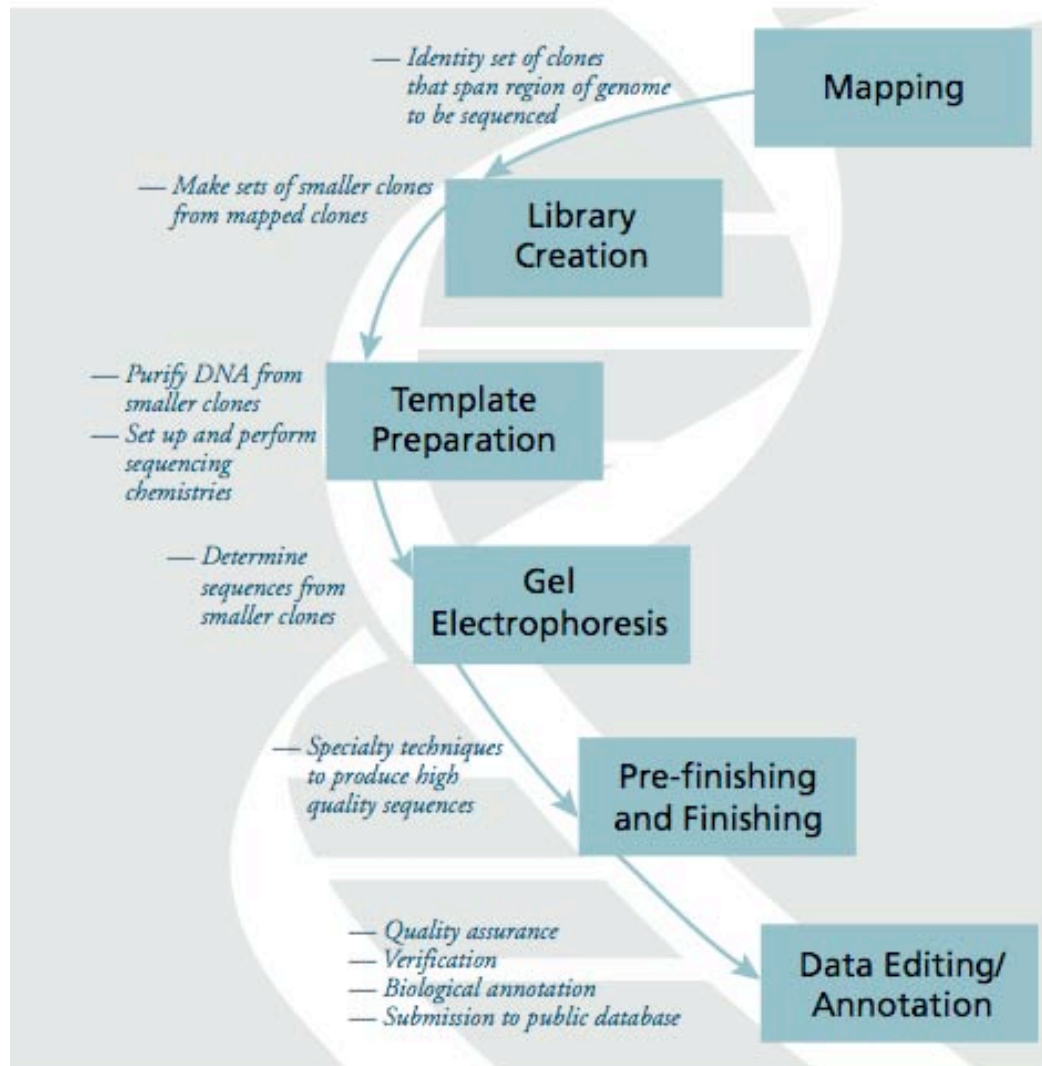 — Identity set of clones
that span region of genome
to be sequenced
Mapping
— Make sets of smaller clones
from mapped clones
Library
Creation
— Purify DNA from
smaller clones
— Set up and perform
sequencing
chemistries
Template
Preparation
— Determine
sequences from
smaller clones
Gel
Electrophoresis
— Specialty techniques
to produce high
quality sequences
Pre-finishing
and Finishing
— Quality assurance
— Verification
— Biological annotation
— Submission to public database
Data Editing/
Annotation